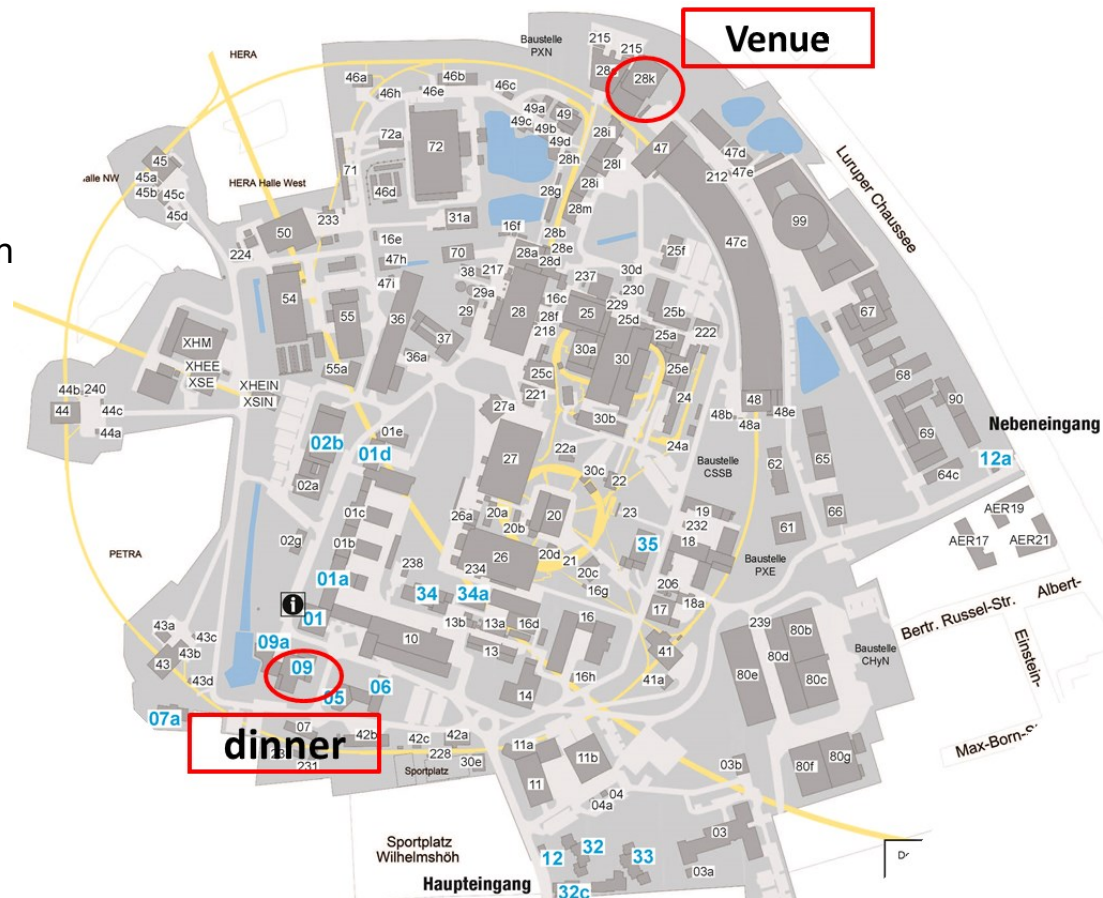 Venue
Baustelle
PXN
215
215
HERA
28k
46a
46b
46h
46e
46c
49a
49
49c
49b
49d
28i
47
72a
72
28h
28l
47d
45
71
28i
212
47e
45a
45b
45c
45d
HERA Halle West
46d
28g
28m
99
Luruper Chaussee
233
31a
16f
28b
50
16e
28a
28e
47c
224
47h
70
28d
25f
38
217
237
30d
47i
16c
230
54
29a
29
28
229
25b
55
36
28f
25
25d
67
37
218
25a
222
XHM
30a
30
36a
XHEE
25c
25e
68
XSE
55a
44b
240
XHEIN
221
24
90
44
44c
XSIN
27a
48
48e
44a
30b
48b
48a
Nebeneingang
01e
69
02b
01d
22a
24a
12a
27
62
65
64c
Baustelle
CSSB
30c
02a
22
01c
26a
20a
20
23
19
66
AER19
20b
232
61
AER17
AER21
02g
01b
18
26
35
PETRA
238
20d
21
Baustelle
PXE
234
20c
01a
206
34
34a
16g
18a
Albert-
01
16
17
Bertr. Russel-Str.
13b
13a
16d
239
80b
43a
43c
10
09a
13
41
80d
Baustelle
CHyN
Einstein-
43
43b
09
80e
80c
43d
06
16h
41a
05
14
07a
07
dinner
42b
42c
42a
11a
228
11b
03b
80f
80g
231
Sportplatz
30e
11
04
04a
03
Sportplatz
Wilhelmshöh
12
32
33
03a
Haupteingang
32c